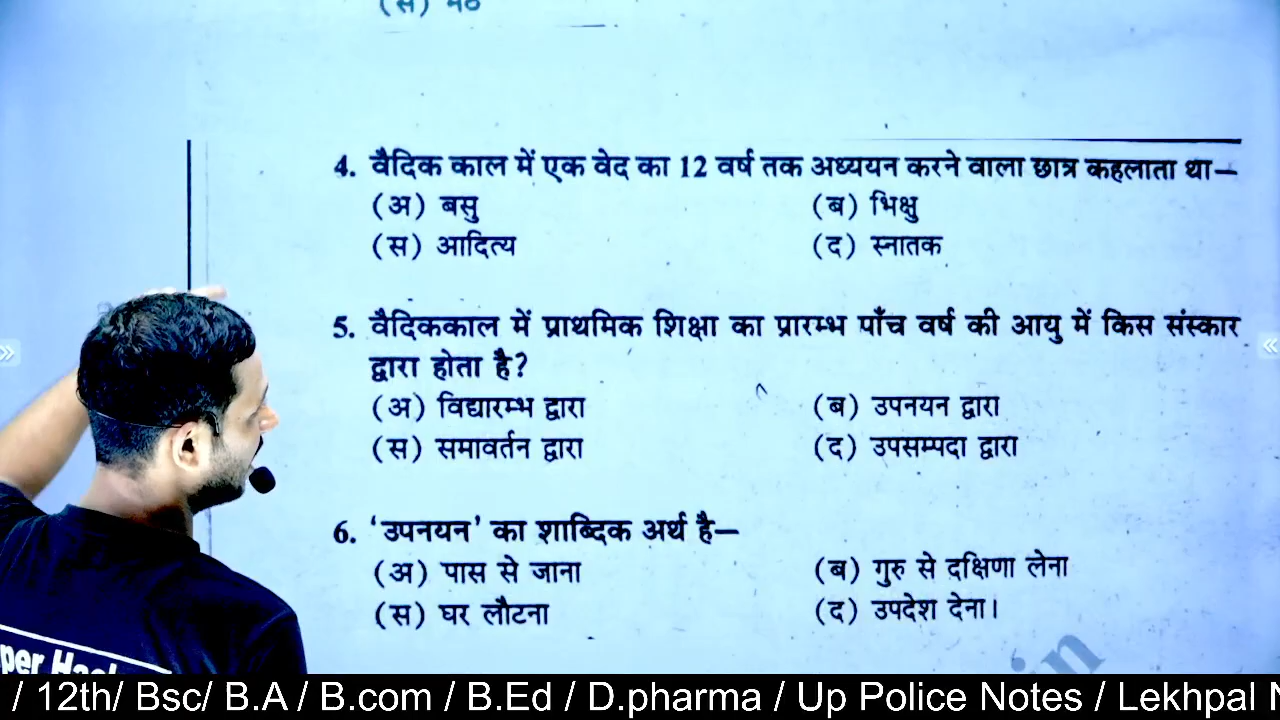 (स) मठ
4. वैदिक काल में एक वेद का 12 वर्ष तक अध्ययन करने वाला छात्र कहलाता था—
(अ) बसु (ब) भिक्षु
(स) आदित्य (द) स्नातक
5. वैदिककाल में प्राथमिक शिक्षा का प्रारम्भ पाँच वर्ष की आयु में किस संस्कार
द्वारा होता है?
(अ) विद्यारम्भ द्वारा (ब) उपनयन द्वारा
(स) समावर्तन द्वारा (द) उपसम्पदा द्वारा
6. ‘उपनयन’ का शाब्दिक अर्थ है—
(अ) पास से जाना (ब) गुरु से दक्षिणा लेना
(स) घर लौटना (द) उपदेश देना।
in
/ 12th/ Bsc/ B.A / B.com / B.Ed / D.pharma / Up Police Notes / Lekhpal N